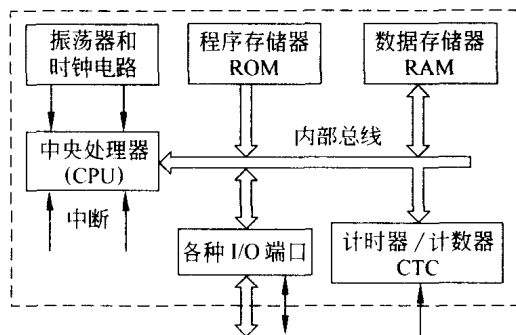 振荡器和
时钟电路
程序存储器
ROM
数据存储器
RAM
内部总线
中央处理器
(CPU)
中断
各种 I/O 端口
计时器/计数器
CTC